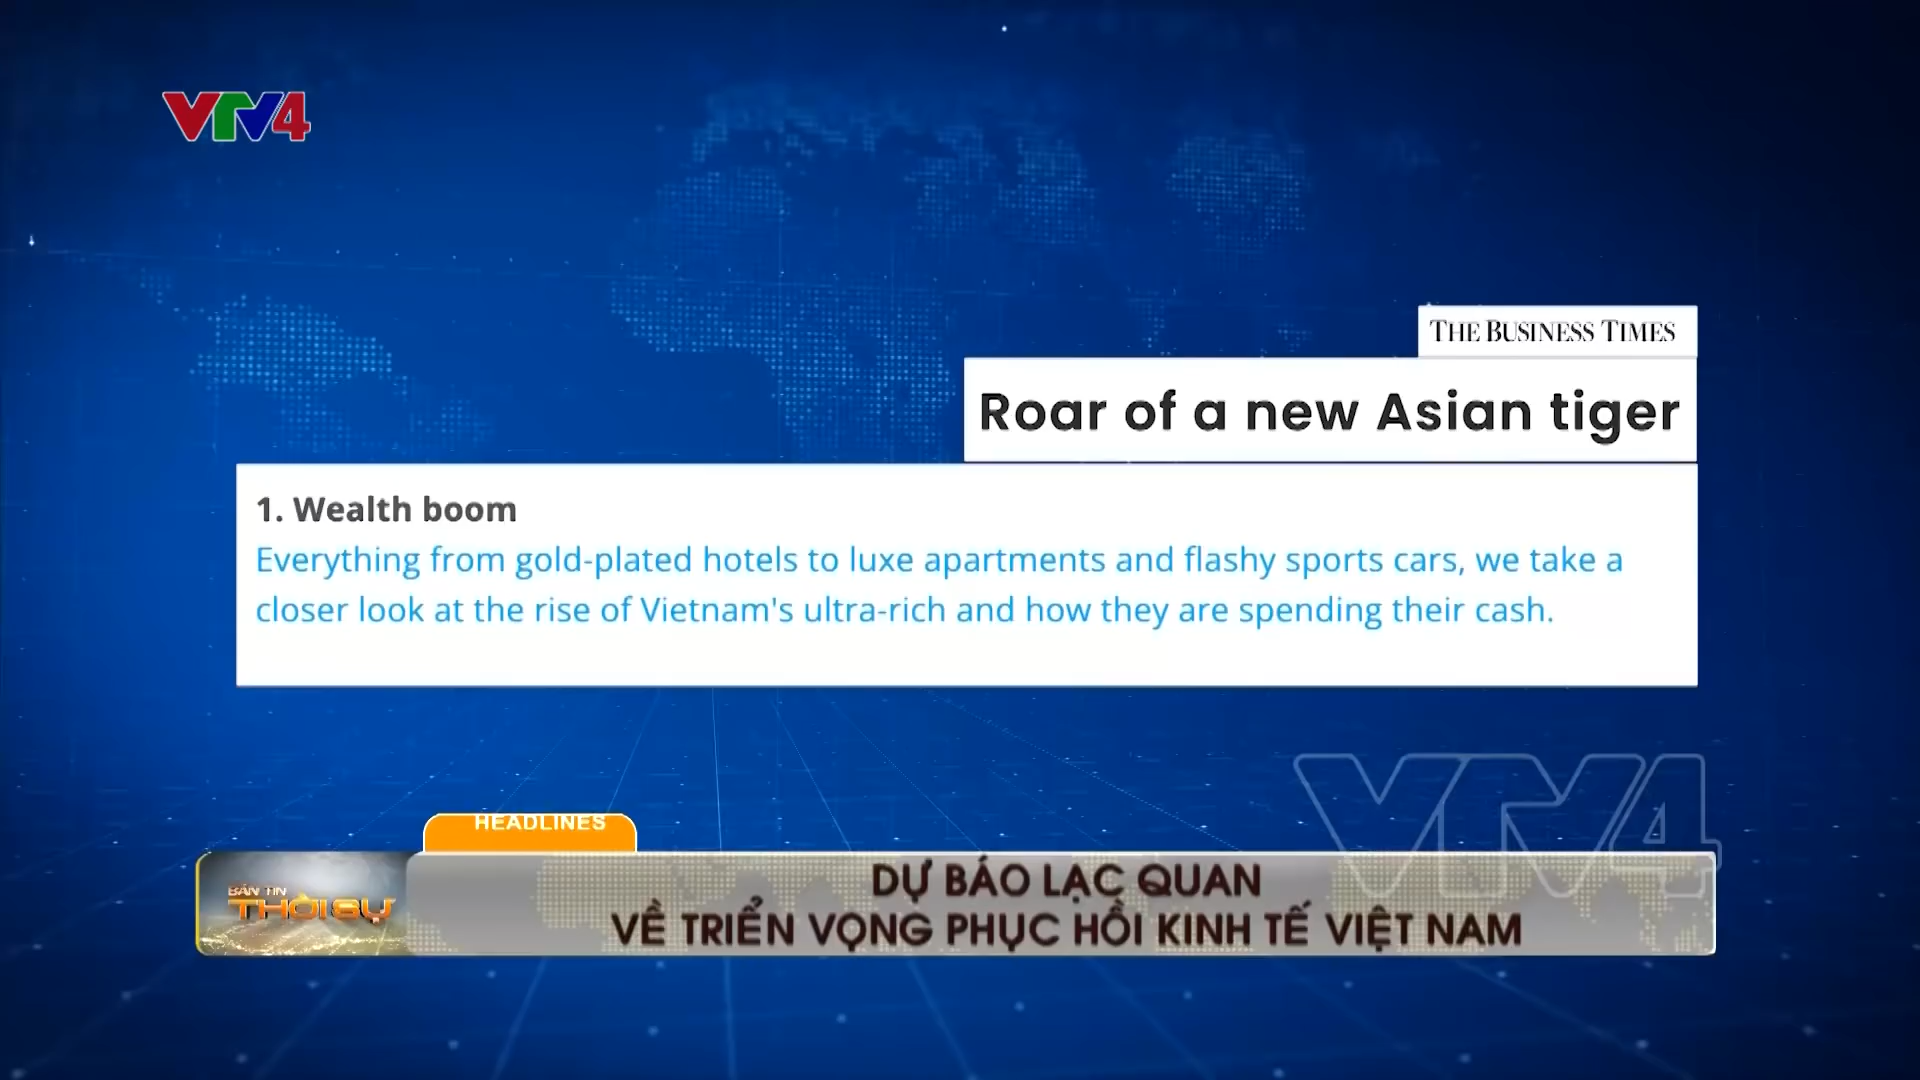 VTV4
THE BUSINESS TIMES
Roar of a new Asian tiger
1. Wealth boom
Everything from gold-plated hotels to luxe apartments and flashy sports cars, we take a
closer look at the rise of Vietnam's ultra-rich and how they are spending their cash.
VTV4
HEADLINES
BẢN TIN
THỜI SỰ
DỰ BÁO LẠC QUAN
VỀ TRIỂN VỌNG PHỤC HỒI KINH TẾ VIỆT NAM